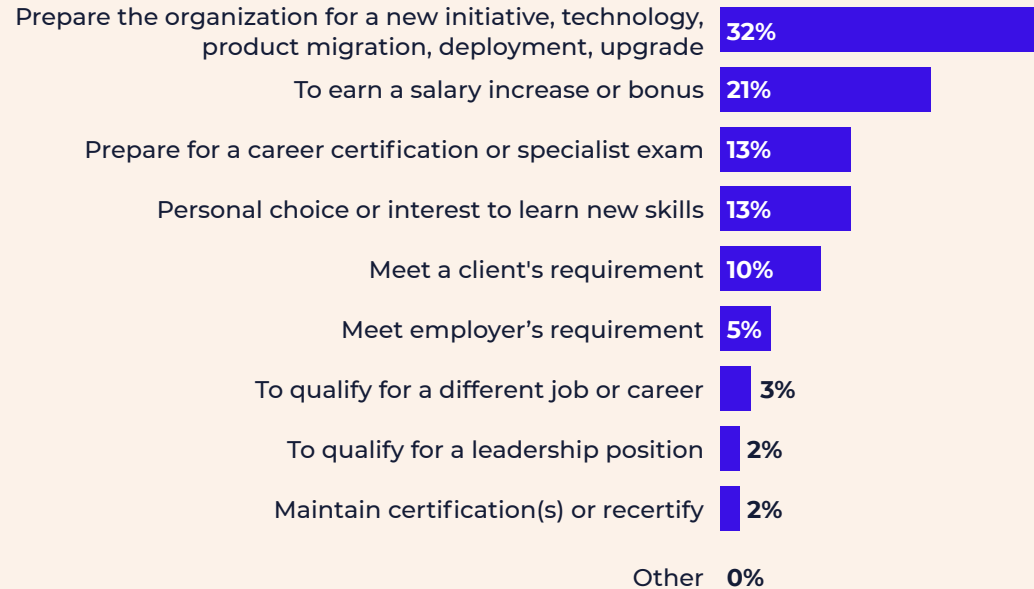 Prepare the organization for a new initiative, technology,
product migration, deployment, upgrade
32%
To earn a salary increase or bonus 21%
Prepare for a career certification or specialist exam 13%
Personal choice or interest to learn new skills 13%
Meet a client's requirement 10%
Meet employer’s requirement 5%
To qualify for a different job or career 3%
To qualify for a leadership position 2%
Maintain certification(s) or recertify 2%
Other 0%